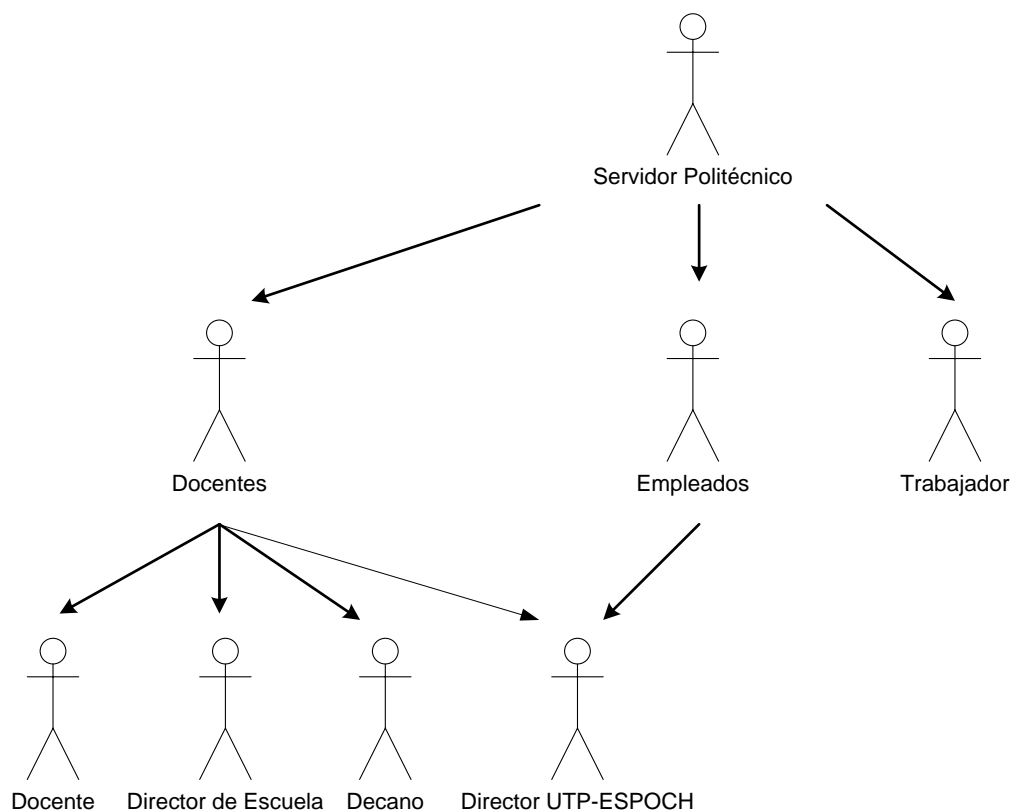 Servidor Politécnico
Docentes
Empleados
Trabajador
Docente
Director de Escuela
Decano
Director UTP-ESPOCH